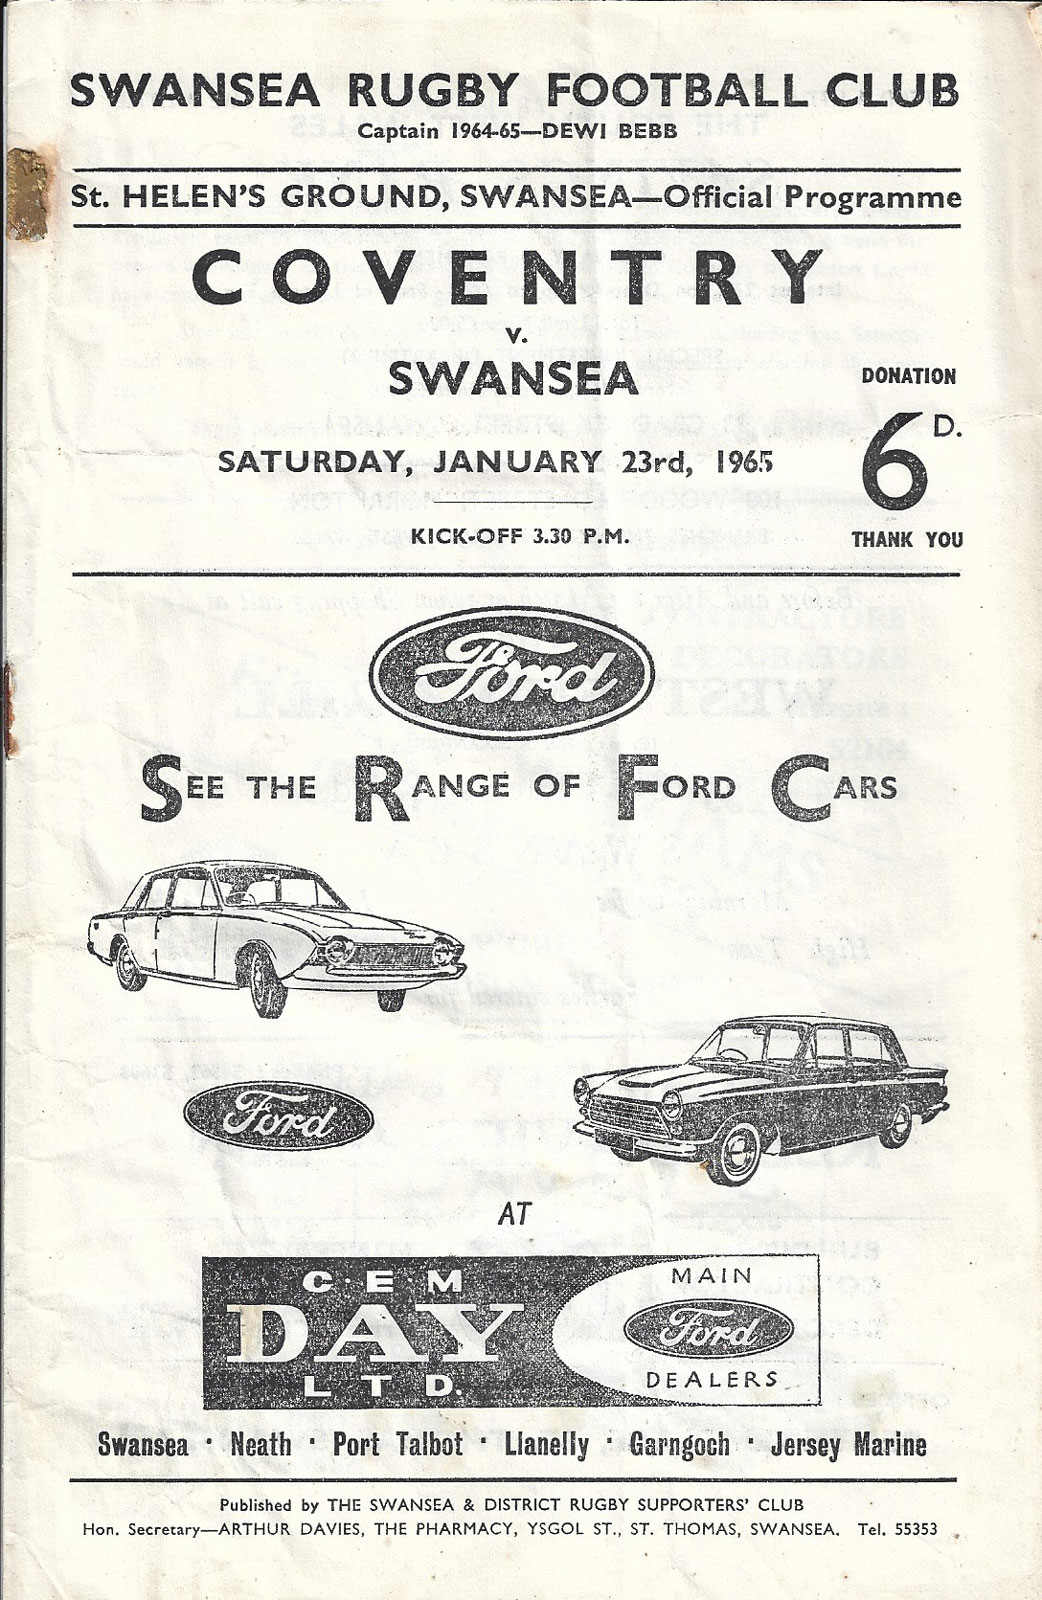 SWANSEA RUGBY FOOTBALL CLUB
Captain 1964-65—DEWI BEBB
St. HELEN'S GROUND, SWANSEA—Official Programme
COVENTRY
v.
SWANSEA
SATURDAY, JANUARY 23rd, 1965
KICK-OFF 3.30 P.M.
DONATION
6D.
THANK YOU
Ford
SEE THE RANGE OF FORD CARS
Ford
AT
C.E.M
DAY
LTD.
MAIN
Ford
DEALERS
Swansea · Neath · Port Talbot · Llanelly · Garngoch · Jersey Marine
Published by THE SWANSEA & DISTRICT RUGBY SUPPORTERS' CLUB
Hon. Secretary—ARTHUR DAVIES, THE PHARMACY, YSGOL ST., ST. THOMAS, SWANSEA. Tel. 55353